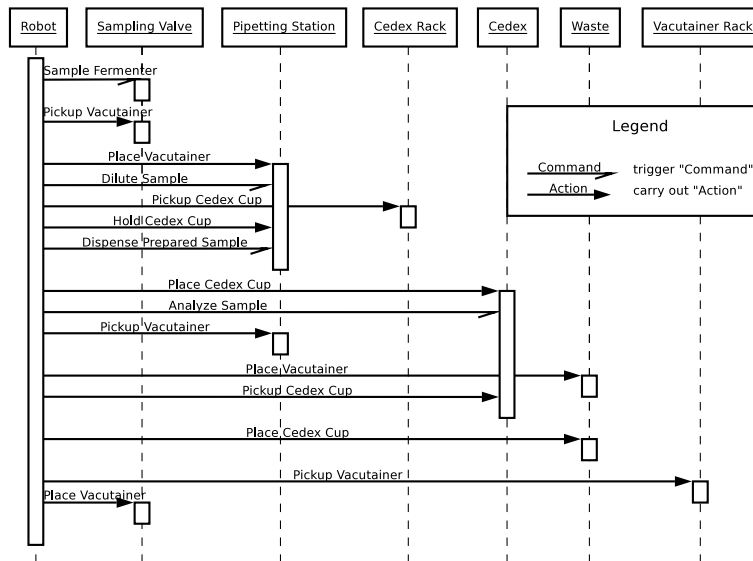 Robot
Sampling Valve
Pipetting Station
Cedex Rack
Cedex
Waste
Vacutainer Rack
Sample Fermenter
Pickup Vacutainer
Legend
Place Vacutainer
Command
trigger "Command"
Dilute Sample
Action
carry out "Action"
Pickup Cedex Cup
Hold Cedex Cup
Dispense Prepared Sample
Place Cedex Cup
Analyze Sample
Pickup Vacutainer
Place Vacutainer
Pickup Cedex Cup
Place Cedex Cup
Pickup Vacutainer
Place Vacutainer